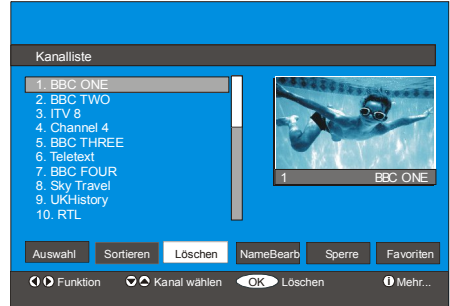 Kanalliste
1. BBC ONE
2. BBC TWO
3. ITV 8
4. Channel 4
5. BBC THREE
6. Teletext
7. BBC FOUR
8. Sky Travel
9. UKHistory
10. RTL
1 BBC ONE
Auswahl Sortieren Löschen NameBearb Sperre Favoriten
Funktion Kanal wählen OK Löschen i Mehr...